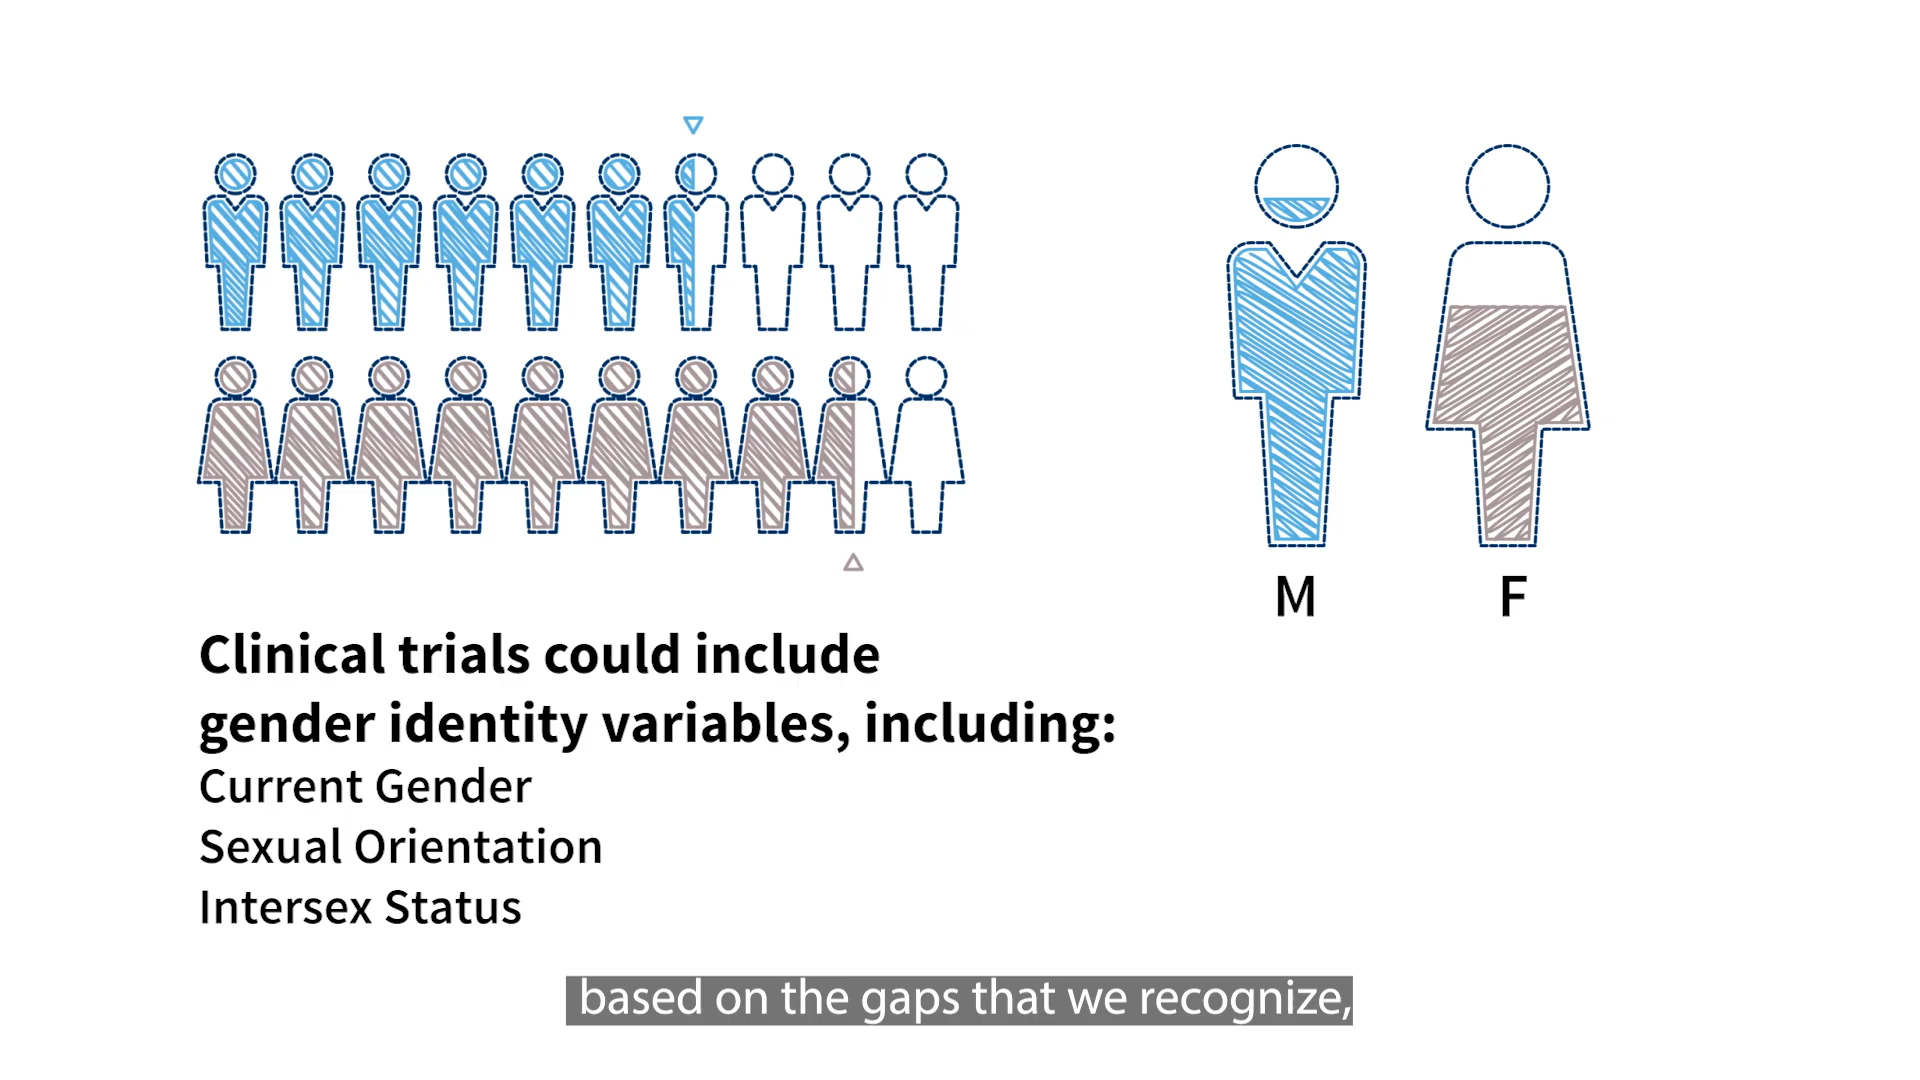 M
F
Clinical trials could include
gender identity variables, including:
Current Gender
Sexual Orientation
Intersex Status
based on the gaps that we recognize,